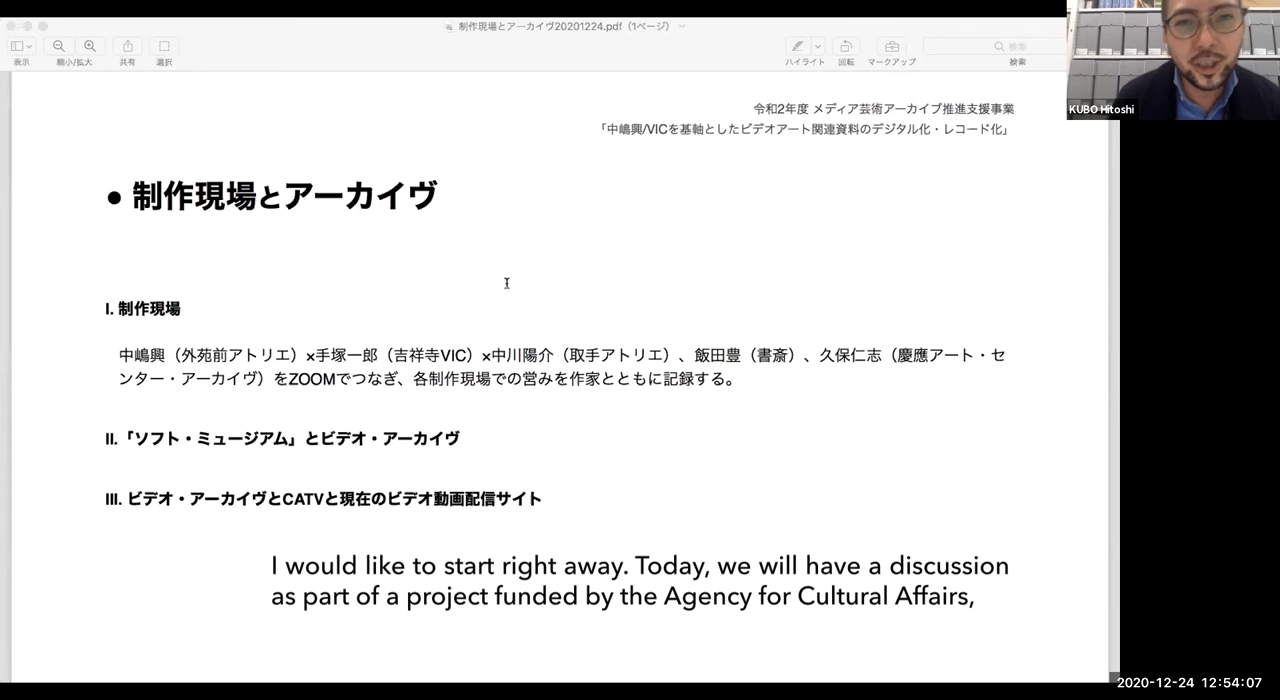 制作現場とアーカイヴ20201224.pdf（1ページ）
表示 縮小/拡大 共有 選択 ハイライト 回転 マークアップ 検索 検索
KUBO Hitoshi
令和2年度 メディア芸術アーカイブ推進支援事業
「中嶋興/VICを基軸としたビデオアート関連資料のデジタル化・レコード化」
● 制作現場とアーカイヴ
I. 制作現場
中嶋興（外苑前アトリエ）×手塚一郎（吉祥寺VIC）×中川陽介（取手アトリエ）、飯田豊（書斎）、久保仁志（慶應アート・セ
ンター・アーカイヴ）をZOOMでつなぎ、各制作現場での営みを作家とともに記録する。
II.「ソフト・ミュージアム」とビデオ・アーカイヴ
III. ビデオ・アーカイヴとCATVと現在のビデオ動画配信サイト
I would like to start right away. Today, we will have a discussion
as part of a project funded by the Agency for Cultural Affairs,
2020-12-24 12:54:07